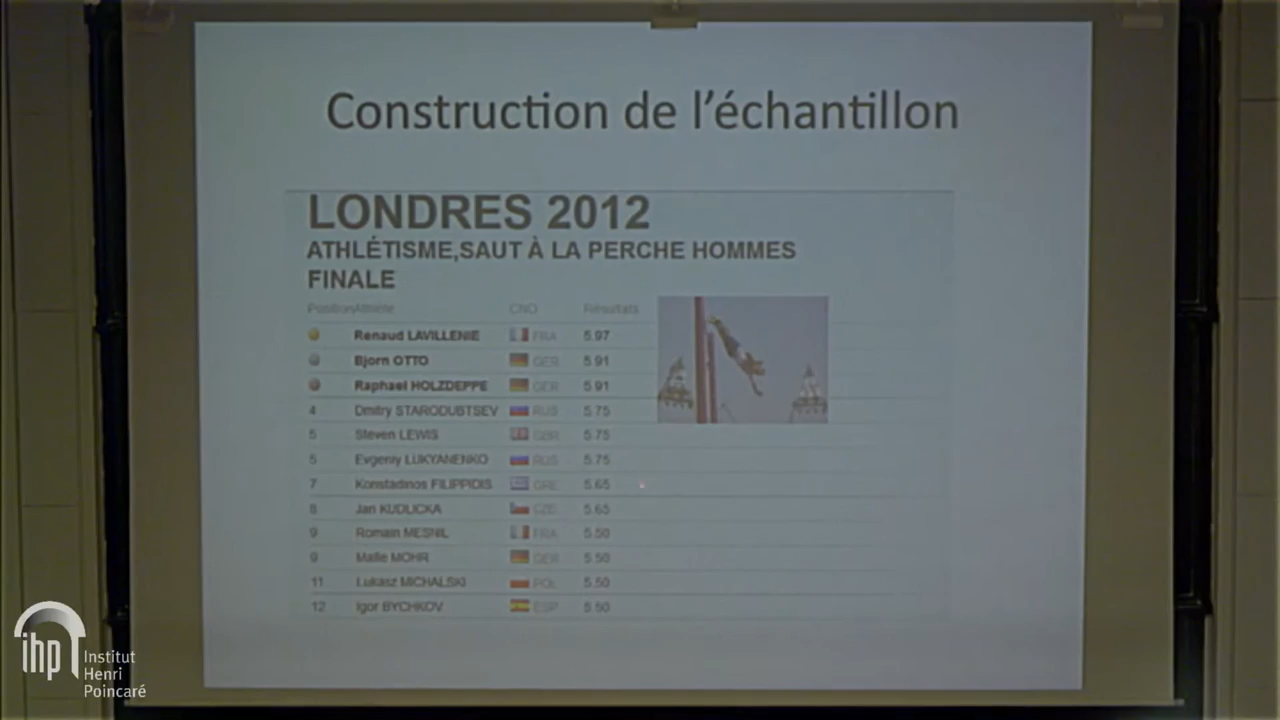 Construction de l'échantillon
LONDRES 2012
ATHLÉTISME,SAUT À LA PERCHE HOMMES
FINALE
Position Athlète CNO Résultats
Renaud LAVILLENIE FRA 5.97
Bjorn OTTO GER 5.91
Raphael HOLZDEPPE GER 5.91
4 Dmitry STARODUBTSEV RUS 5.75
5 Steven LEWIS GBR 5.75
5 Evgeniy LUKYANENKO RUS 5.75
7 Konstadinos FILIPPIDIS GRE 5.65
8 Jan KUDLICKA CZE 5.65
9 Romain MESNIL FRA 5.50
9 Malte MOHR GER 5.50
11 Lukasz MICHALSKI POL 5.50
12 Igor BYCHKOV ESP 5.50
ihp
Institut
Henri
Poincaré